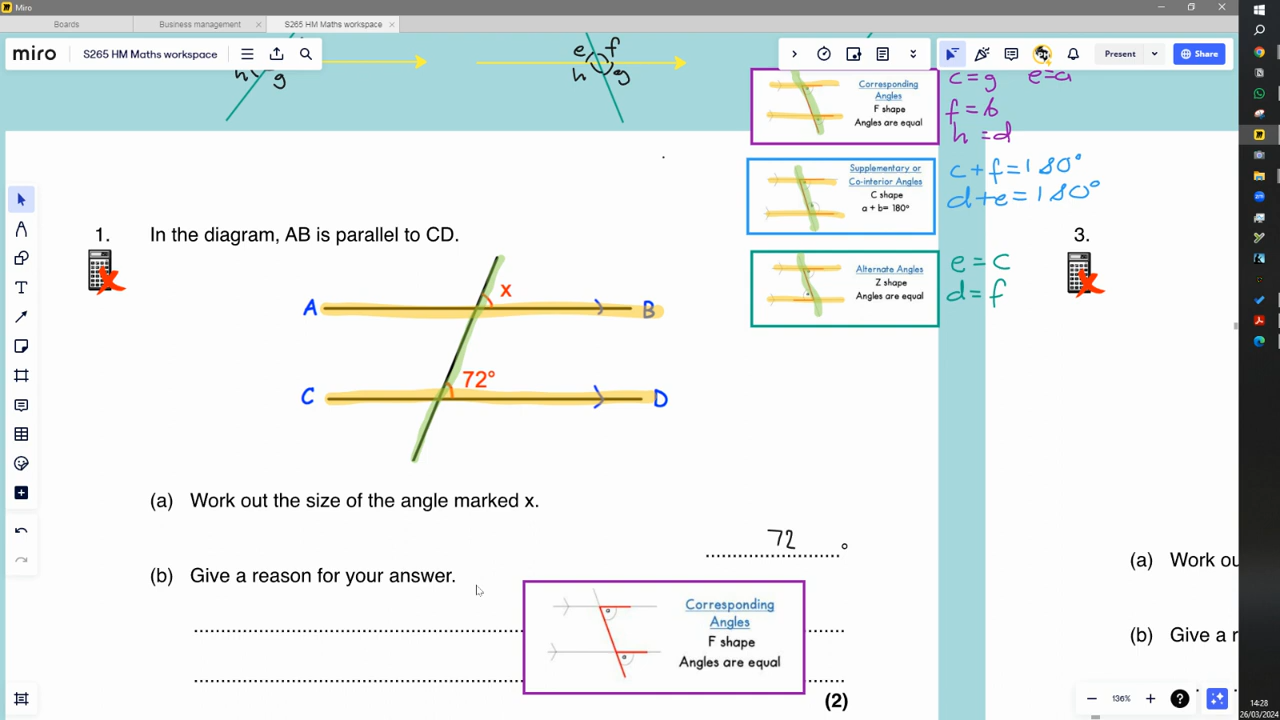 Miro
Boards
Business management
S265 HM Maths workspace
miro
S265 HM Maths workspace
Present
Share
e f
h g
h g
Corresponding
Angles
F shape
Angles are equal
c=g e=a
f=b
h=d
Supplementary or
Co-interior Angles
C shape
a + b= 180°
c+f=180°
d+e=180°
Alternate Angles
Z shape
Angles are equal
e=c
d=f
1. In the diagram, AB is parallel to CD.
3.
A x B
72°
C D
(a) Work out the size of the angle marked x.
72 °
(b) Give a reason for your answer.
Corresponding
Angles
F shape
Angles are equal
a
a
(2)
(a) Work ou
(b) Give a r
136%
14:28
26/03/2024